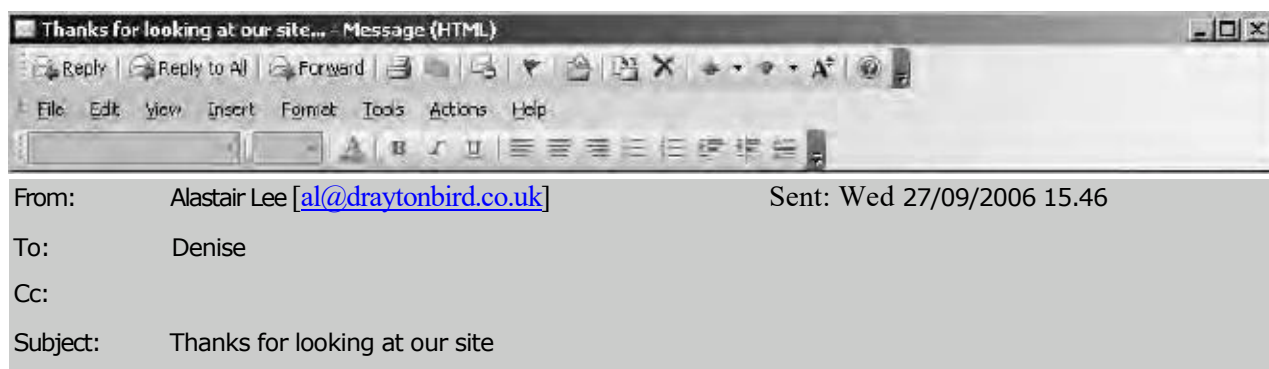 Thanks for looking at our site... - Message (HTML)
Reply Reply to All Forward
File Edit View Insert Format Tools Actions Help
A B I U
From: Alastair Lee [al@draytonbird.co.uk] Sent: Wed 27/09/2006 15.46
To: Denise
Cc:
Subject: Thanks for looking at our site